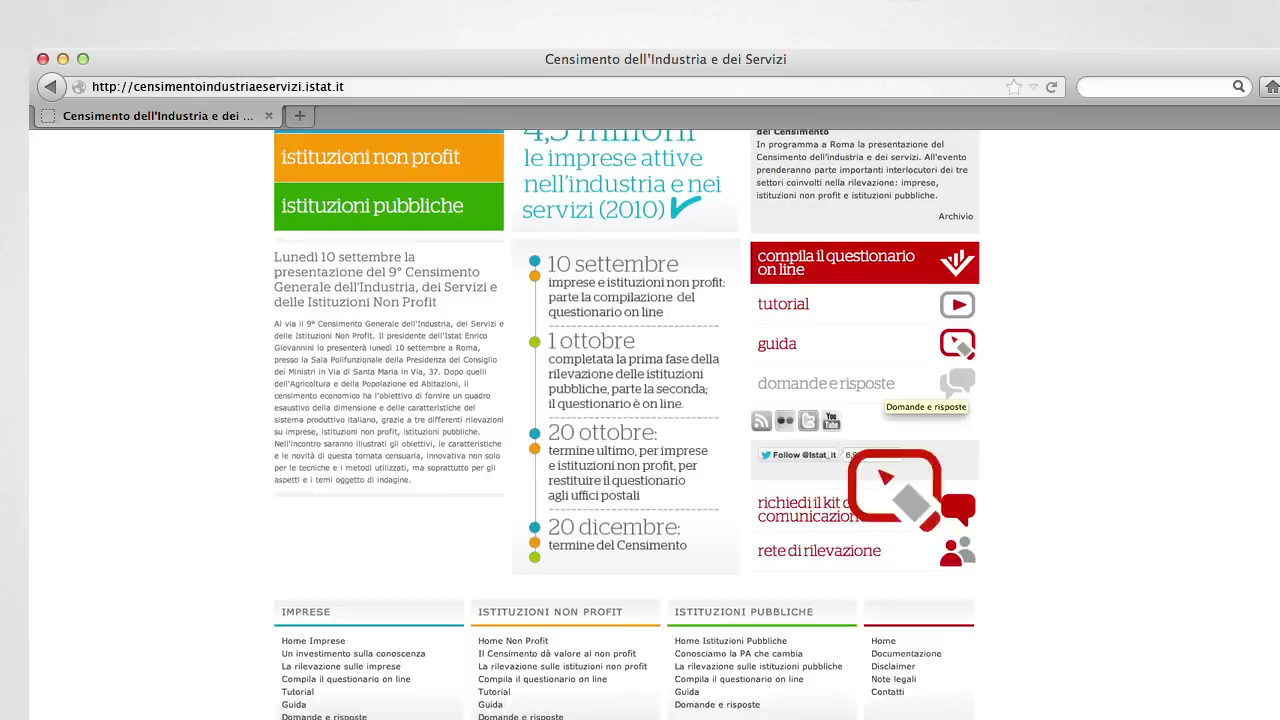 Censimento dell'Industria e dei Servizi
http://censimentoindustriaeservizi.istat.it
Censimento dell'Industria e dei ...
istituzioni non profit
istituzioni pubbliche
Lunedì 10 settembre la
presentazione del 9° Censimento
Generale dell'Industria, dei Servizi e
delle Istituzioni Non Profit
Al via il 9° Censimento Generale dell'Industria, dei Servizi e
delle Istituzioni Non Profit. Il presidente dell'Istat Enrico
Giovannini lo presenterà lunedì 10 settembre a Roma,
presso la Sala Polifunzionale della Presidenza del Consiglio
dei Ministri in Via di Santa Maria in Via, 37. Dopo quelli
dell'Agricoltura e della Popolazione ed Abitazioni, il
censimento economico ha l'obiettivo di fornire un quadro
esaustivo della dimensione e delle caratteristiche del
sistema produttivo italiano, grazie a tre differenti rilevazioni
su imprese, istituzioni non profit, istituzioni pubbliche.
Nell'incontro saranno illustrati gli obiettivi, le caratteristiche
e le novità di questa tornata censuaria, innovativa non solo
per le tecniche e i metodi utilizzati, ma soprattutto per gli
aspetti e i temi oggetto di indagine.
4,5 milioni
le imprese attive
nell'industria e nei
servizi (2010)
10 settembre
imprese e istituzioni non profit:
parte la compilazione del
questionario on line
1 ottobre
completata la prima fase della
rilevazione delle istituzioni
pubbliche, parte la seconda;
il questionario è on line.
20 ottobre:
termine ultimo, per imprese
e istituzioni non profit, per
restituire il questionario
agli uffici postali
20 dicembre:
termine del Censimento
del Censimento
In programma a Roma la presentazione del
Censimento dell'industria e dei servizi. All'evento
prenderanno parte importanti interlocutori dei tre
settori coinvolti nella rilevazione: imprese,
istituzioni non profit e istituzioni pubbliche.
Archivio
compila il questionario
on line
tutorial
guida
domande e risposte
Domande e risposte
You
Tube
Follow @Istat_it
richiedi il kit
comunicazion
rete di rilevazione
IMPRESE
Home Imprese
Un investimento sulla conoscenza
La rilevazione sulle imprese
Compila il questionario on line
Tutorial
Guida
Domande e risposte
ISTITUZIONI NON PROFIT
Home Non Profit
Il Censimento dà valore al non profit
La rilevazione sulle istituzioni non profit
Compila il questionario on line
Tutorial
Guida
Domande e risposte
ISTITUZIONI PUBBLICHE
Home Istituzioni Pubbliche
Conosciamo la PA che cambia
La rilevazione sulle istituzioni pubbliche
Compila il questionario on line
Guida
Domande e risposte
Home
Documentazione
Disclaimer
Note legali
Contatti